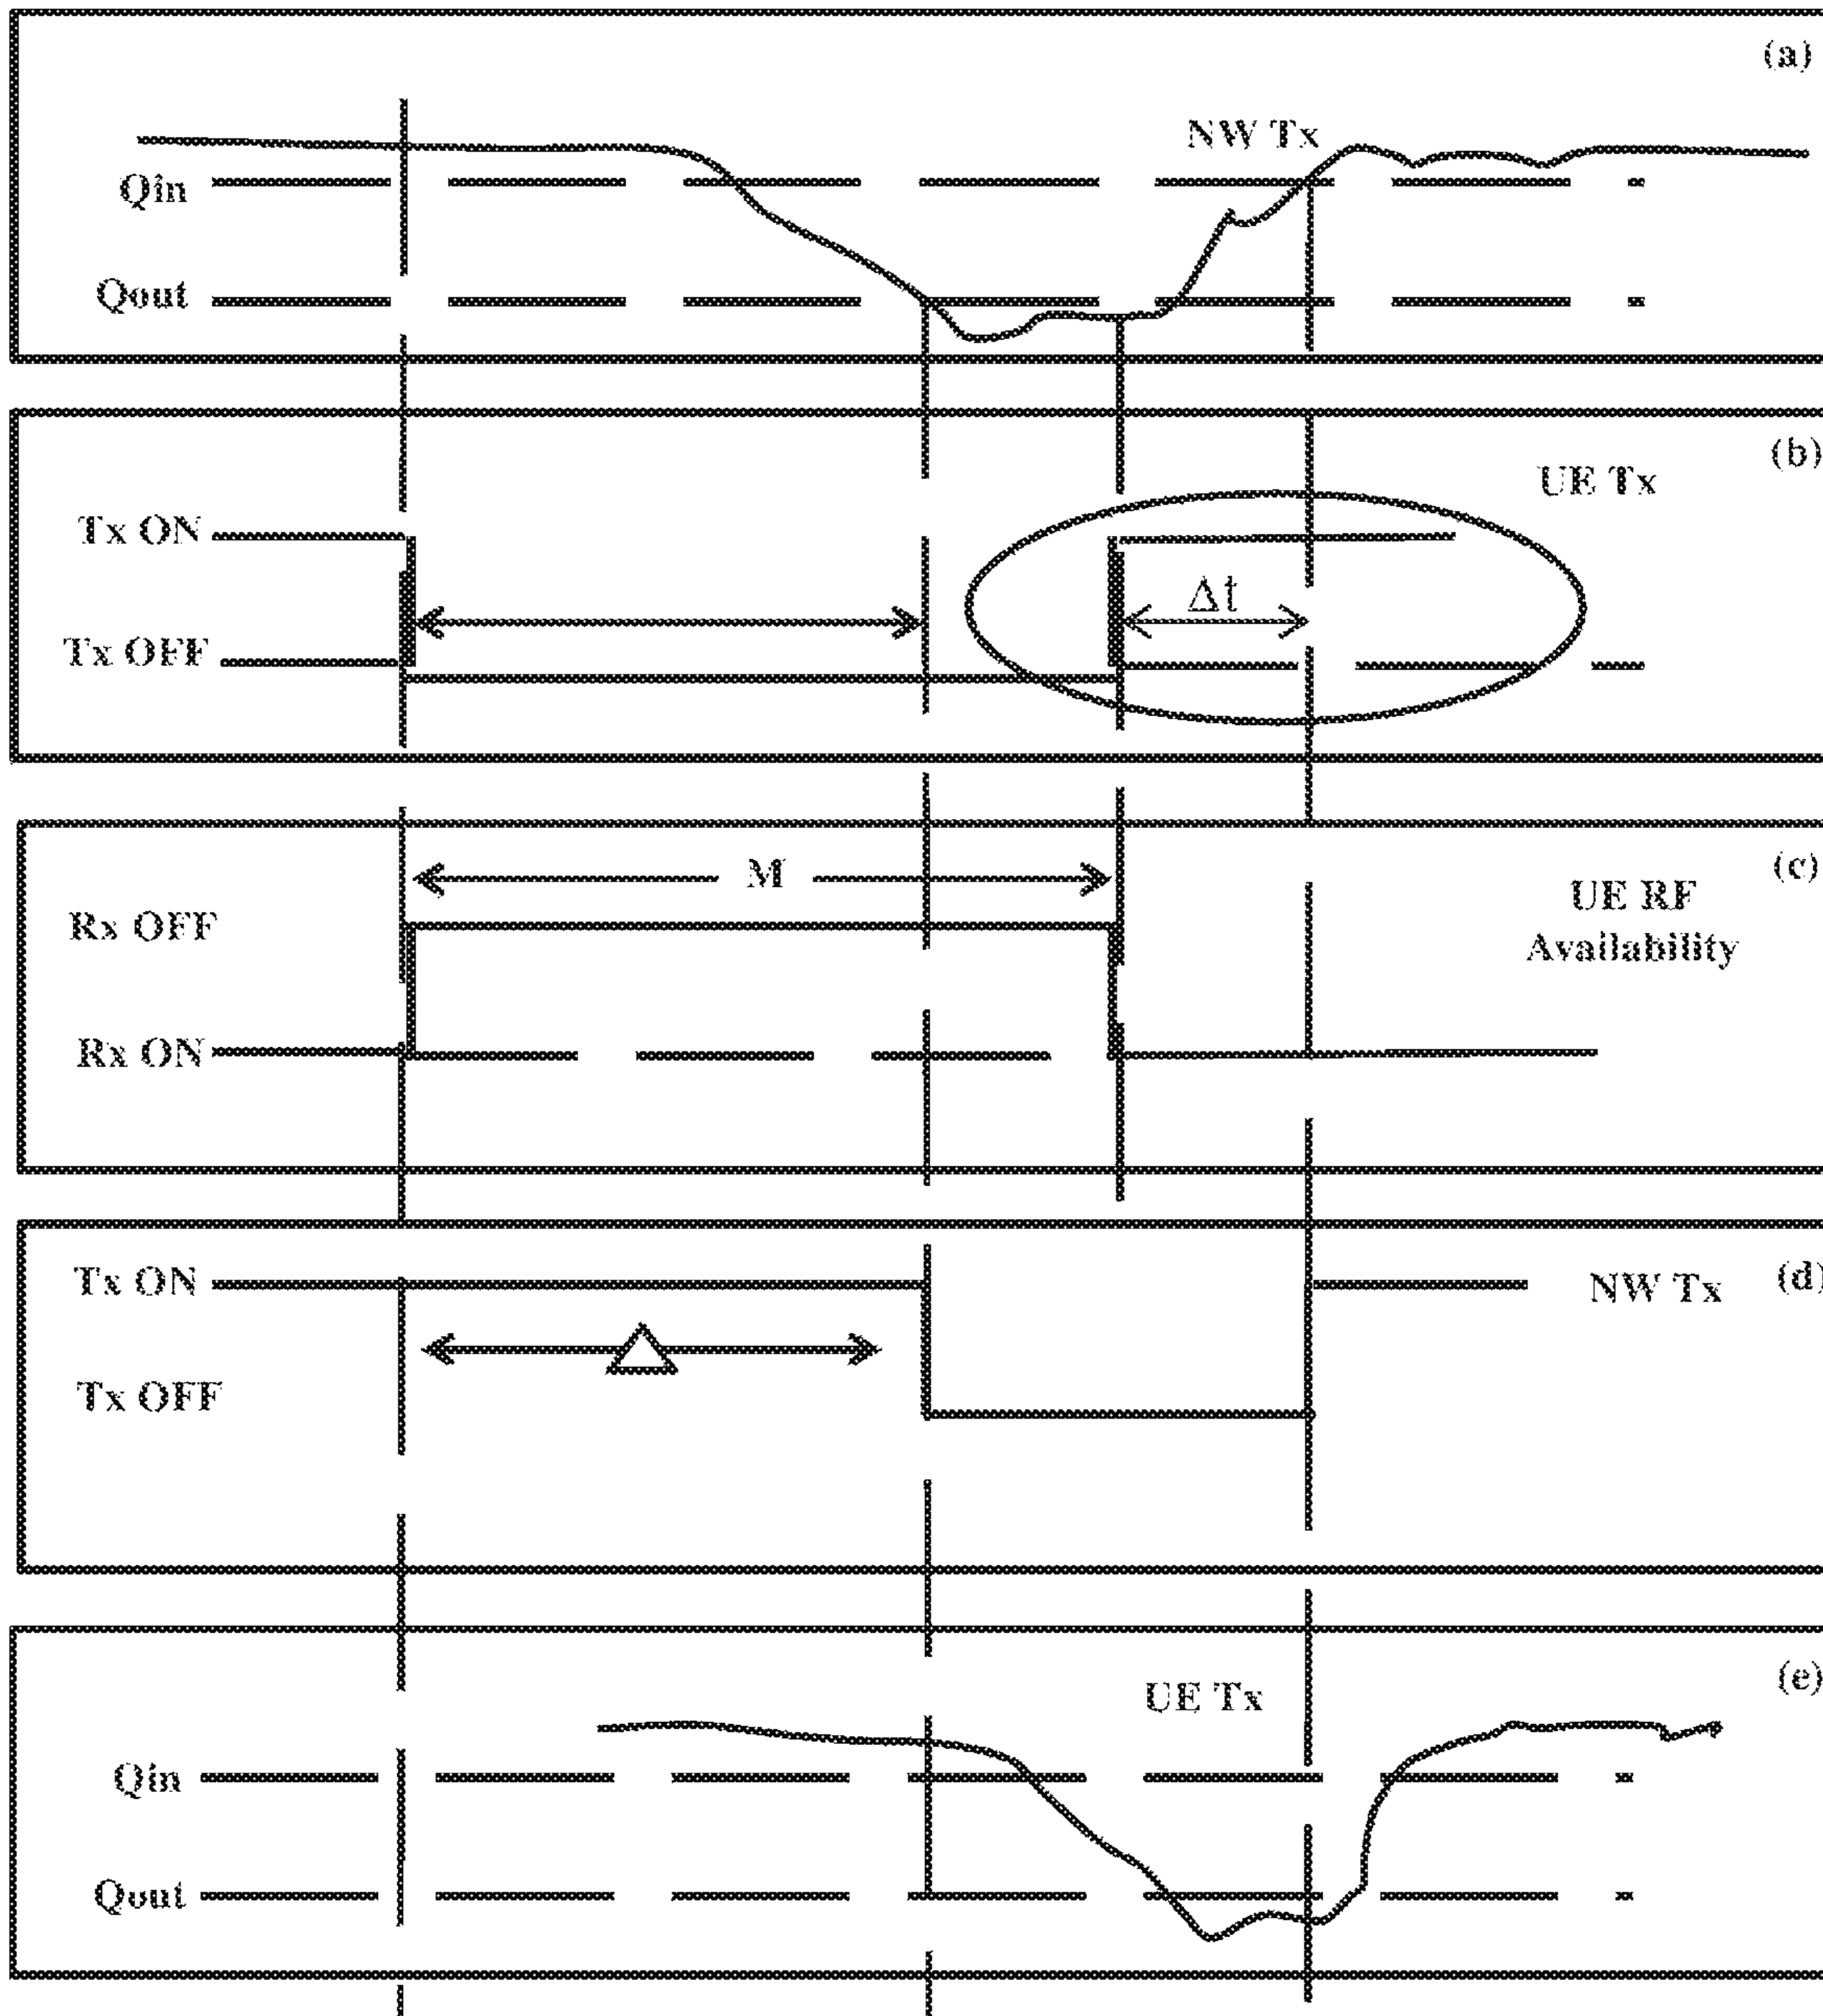 (a)
NW Tx
Qin
Qout
(b)
UE Tx
Tx ON
Δt
Tx OFF
(c)
M
UE RF
Availability
Rx OFF
Rx ON
(d)
Tx ON
NW Tx
Tx OFF
(e)
UE Tx
Qin
Qout